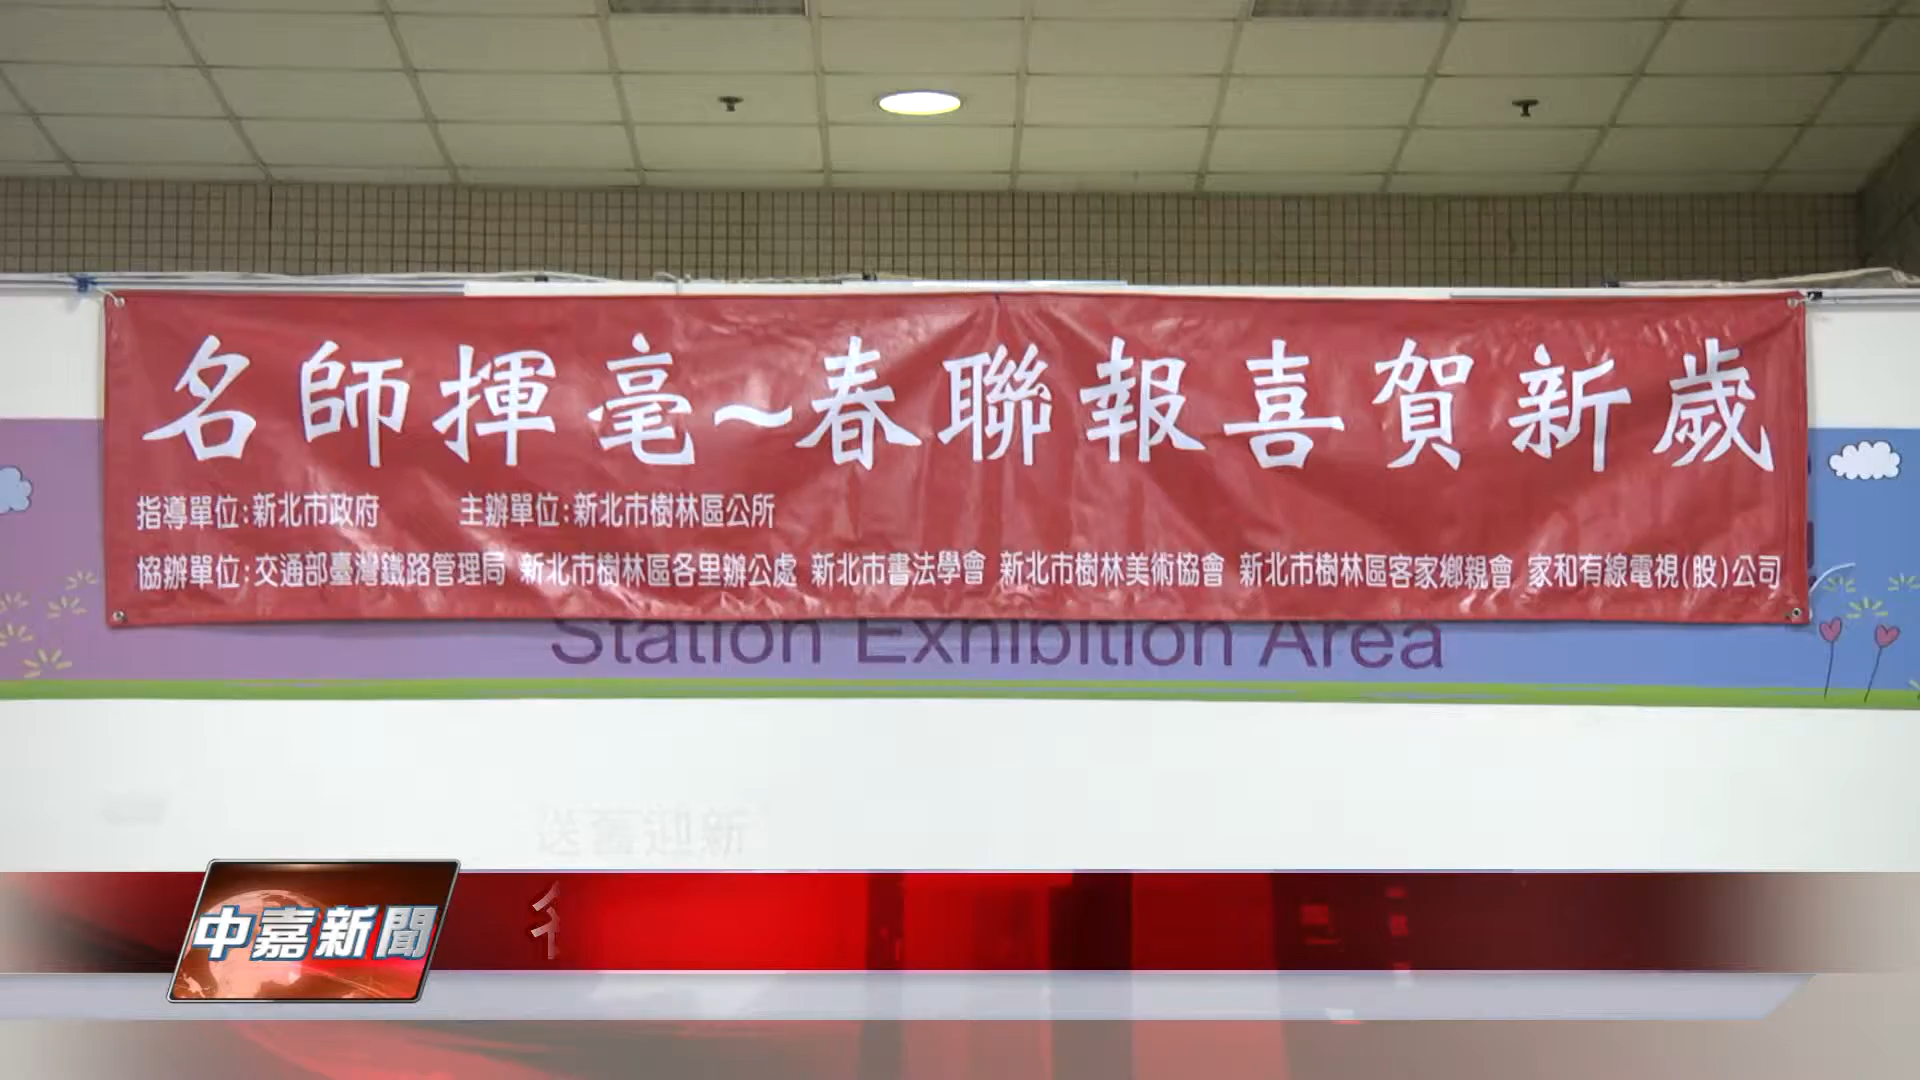 名師揮毫~春聯報喜賀新歲
指導單位:新北市政府 主辦單位:新北市樹林區公所
協辦單位:交通部臺灣鐵路管理局 新北市樹林區各里辦公處 新北市書法學會 新北市樹林美術協會 新北市樹林區客家鄉親會 家和有線電視(股)公司
Station Exhibition Area
送舊迎新
中嘉新聞